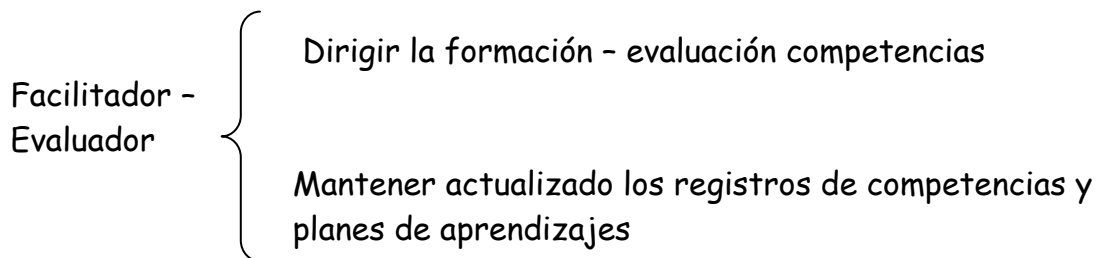 Facilitador –
Evaluador
Dirigir la formación – evaluación competencias
Mantener actualizado los registros de competencias y
planes de aprendizajes